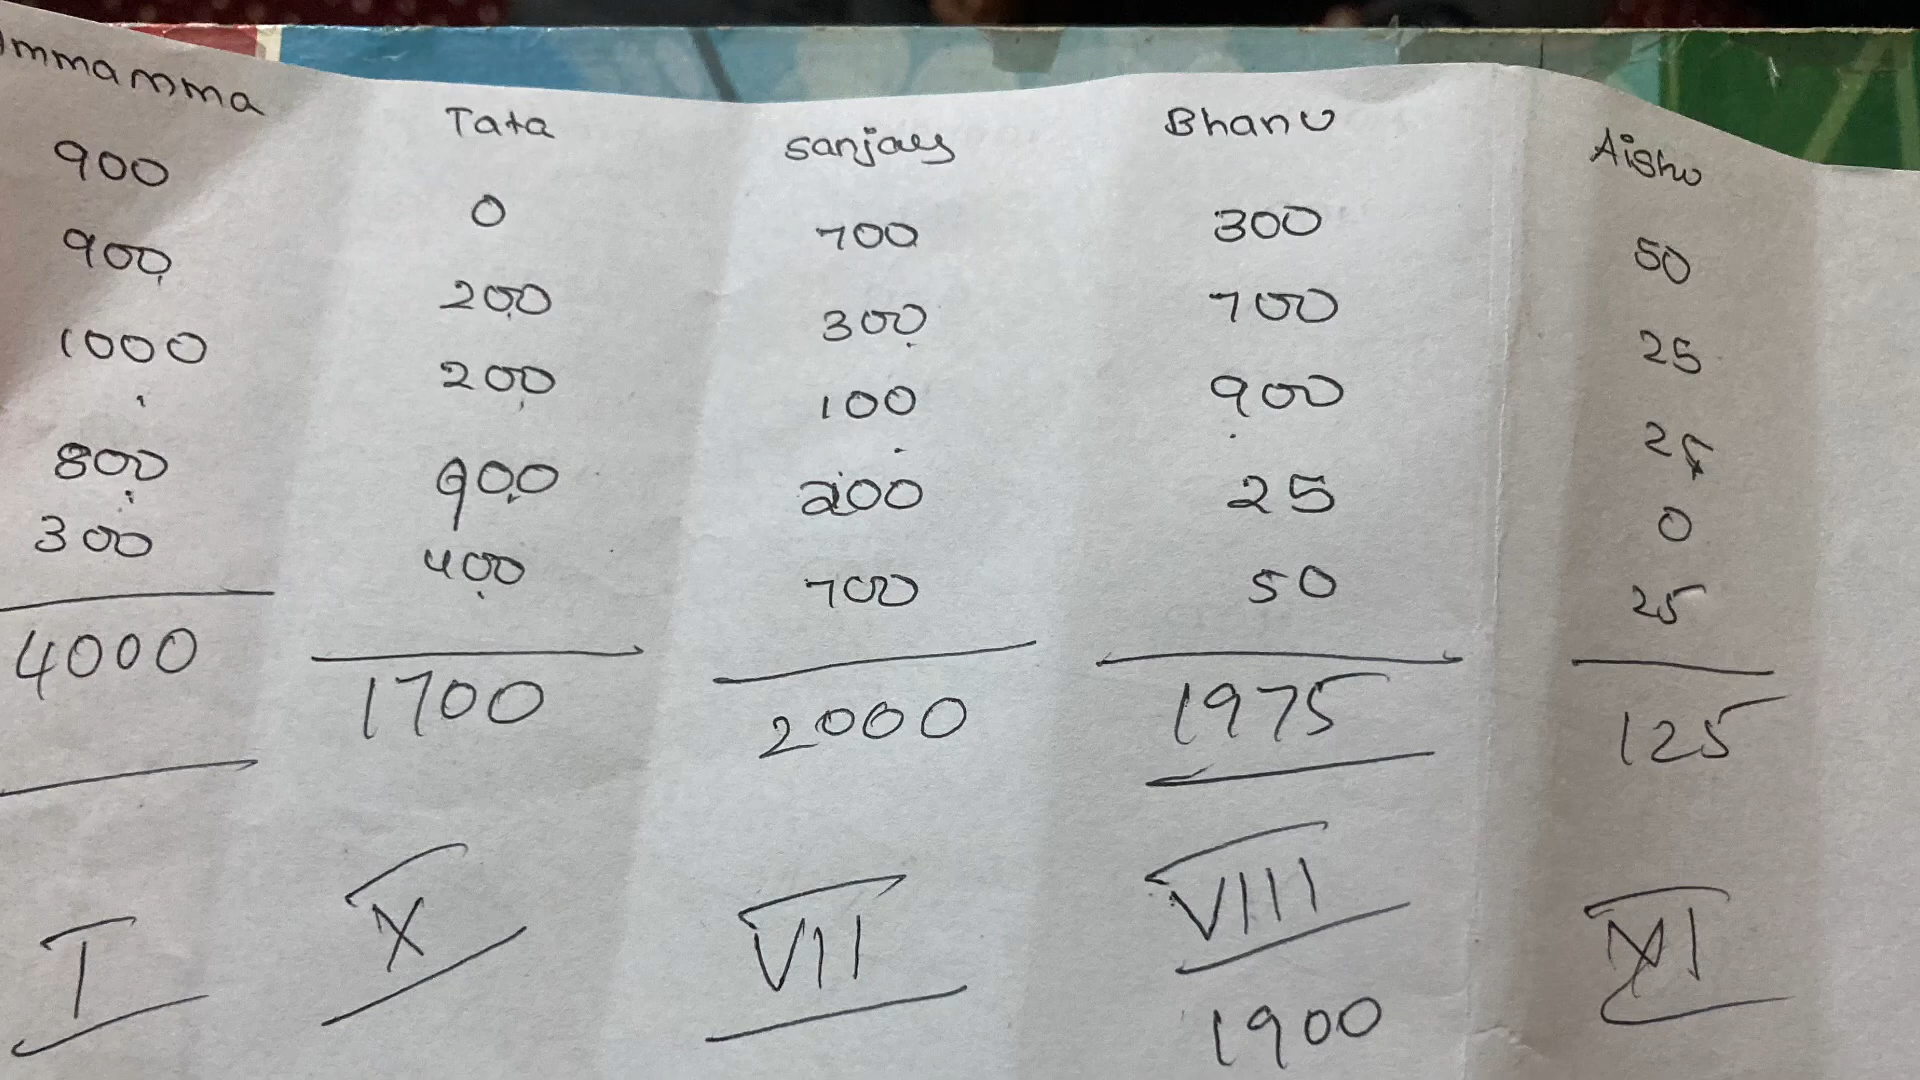 Ammamma Tata Sanjay Bhanu Aishu
900 0 700 300 50
900 200 300 700 25
1000 200 100 900 25
800 900 200 25 0
300 400 700 50 25
4000 1700 2000 1975 125
I X VII VIII XI
1900